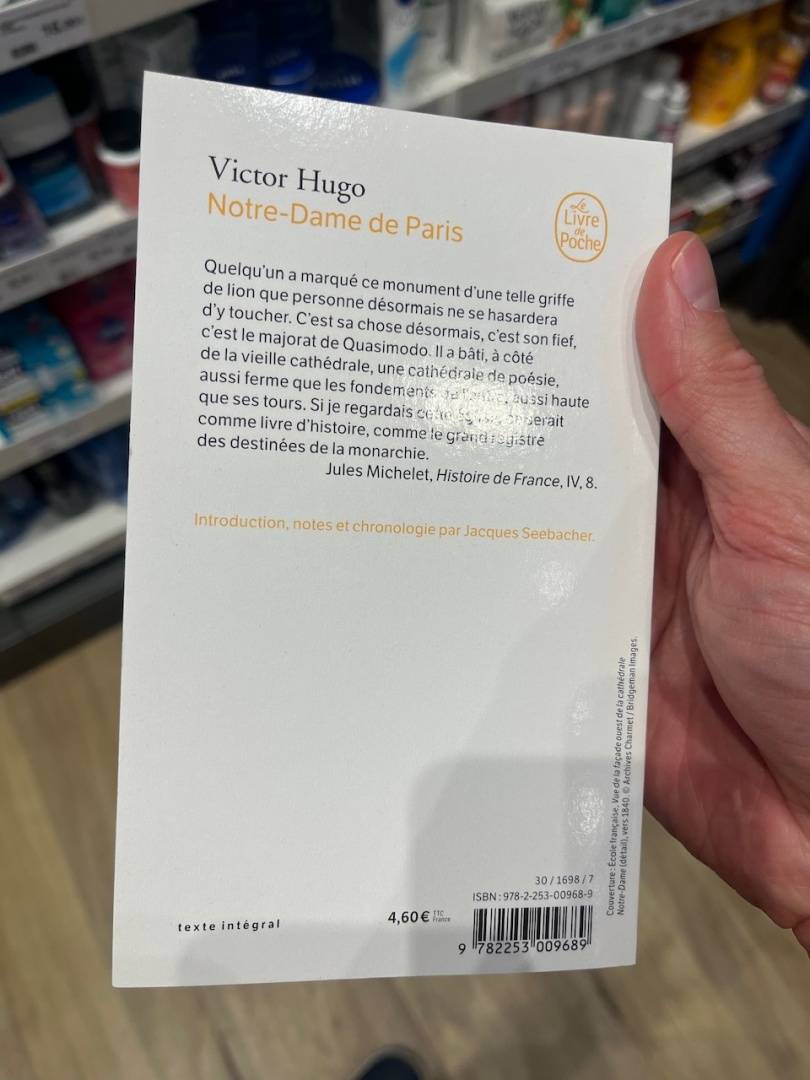 Victor Hugo
Notre-Dame de Paris
Le
Livre
de
Poche
Quelqu'un a marqué ce monument d'une telle griffe
de lion que personne désormais ne se hasardera
d'y toucher. C'est sa chose désormais, c'est son fief,
c'est le majorat de Quasimodo. Il a bâti, à côté
de la vieille cathédrale, une cathédrale de poésie,
aussi ferme que les fondements de l'autre, aussi haute
que ses tours. Si je regardais cette
comme livre d'histoire, comme le grand registre
des destinées de la monarchie.
Jules Michelet, Histoire de France, IV, 8.
Introduction, notes et chronologie par Jacques Seebacher.
Couverture : École française, Vue de la façade ouest de la cathédrale
Notre-Dame (détail), vers 1840. © Archives Charmet / Bridgeman Images.
30 / 1698 / 7
ISBN : 978-2-253-00968-9
texte intégral
4,60 € TTC
France
9 782253 009689